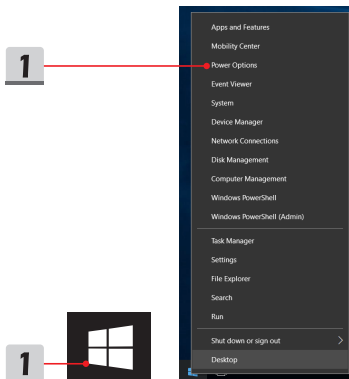 Apps and Features
Mobility Center
1
Power Options
Event Viewer
System
Device Manager
Network Connections
Disk Management
Computer Management
Windows PowerShell
Windows PowerShell (Admin)
Task Manager
Settings
File Explorer
Search
Run
Shut down or sign out
1
Desktop